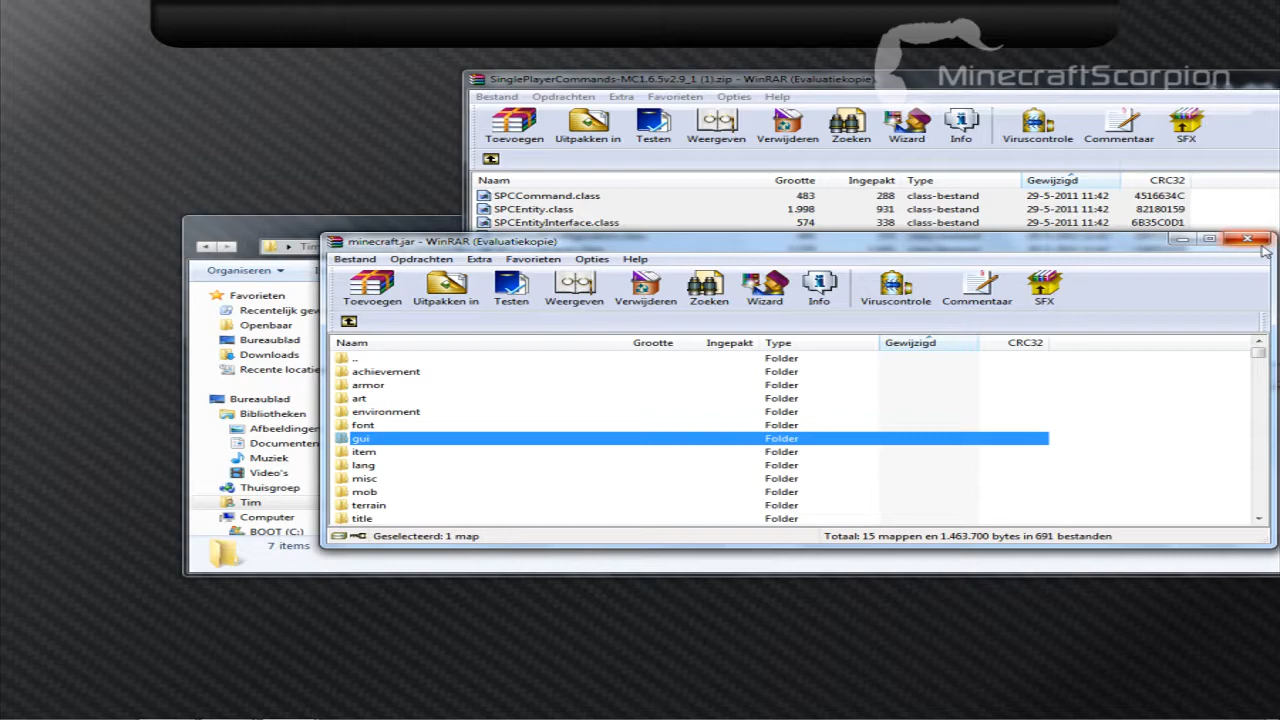 SinglePlayerCommands-MC1.6.5v2.9_1 (1).zip - WinRAR (Evaluatiekopie)
MinecraftScorpion
Bestand Opdrachten Extra Favorieten Opties Help
Toevoegen Uitpakken in Testen Weergeven Verwijderen Zoeken Wizard Info Viruscontrole Commentaar SFX
Naam Grootte Ingepakt Type Gewijzigd CRC32
SPCCommand.class 483 288 class-bestand 29-5-2011 11:42 4516634C
SPCEntity.class 1.998 931 class-bestand 29-5-2011 11:42 82180159
SPCEntityInterface.class 574 338 class-bestand 29-5-2011 11:42 6B35C0D1
Organiseren
Favorieten
Openbaar
Bureaublad
Downloads
Bureaublad
Bibliotheken
Afbeeldingen
Documenten
Muziek
Video's
Thuisgroep
Tim
Computer
BOOT (C:)
7 items
minecraft.jar - WinRAR (Evaluatiekopie)
Bestand Opdrachten Extra Favorieten Opties Help
Toevoegen Uitpakken in Testen Weergeven Verwijderen Zoeken Wizard Info Viruscontrole Commentaar SFX
Naam Grootte Ingepakt Type Gewijzigd CRC32
.. Folder
achievement Folder
armor Folder
art Folder
environment Folder
font Folder
gui Folder
item Folder
lang Folder
misc Folder
mob Folder
terrain Folder
title Folder
Geselecteerd: 1 map Totaal: 15 mappen en 1.463.700 bytes in 691 bestanden